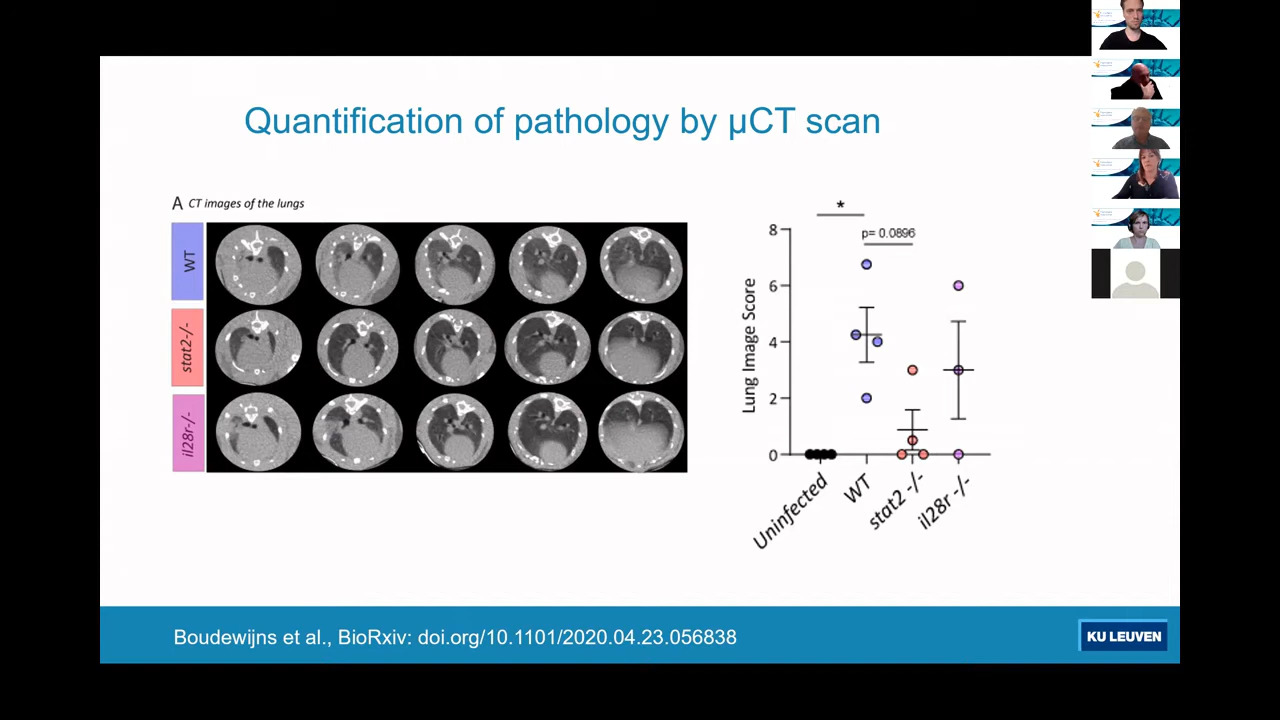 Quantification of pathology by µCT scan
A CT images of the lungs
WT
stat2-/-
il28r-/-
*
p= 0.0896
Lung Image Score
8
6
4
2
0
Uninfected
WT
stat2 -/-
il28r -/-
Boudewijns et al., BioRxiv: doi.org/10.1101/2020.04.23.056838
KU LEUVEN